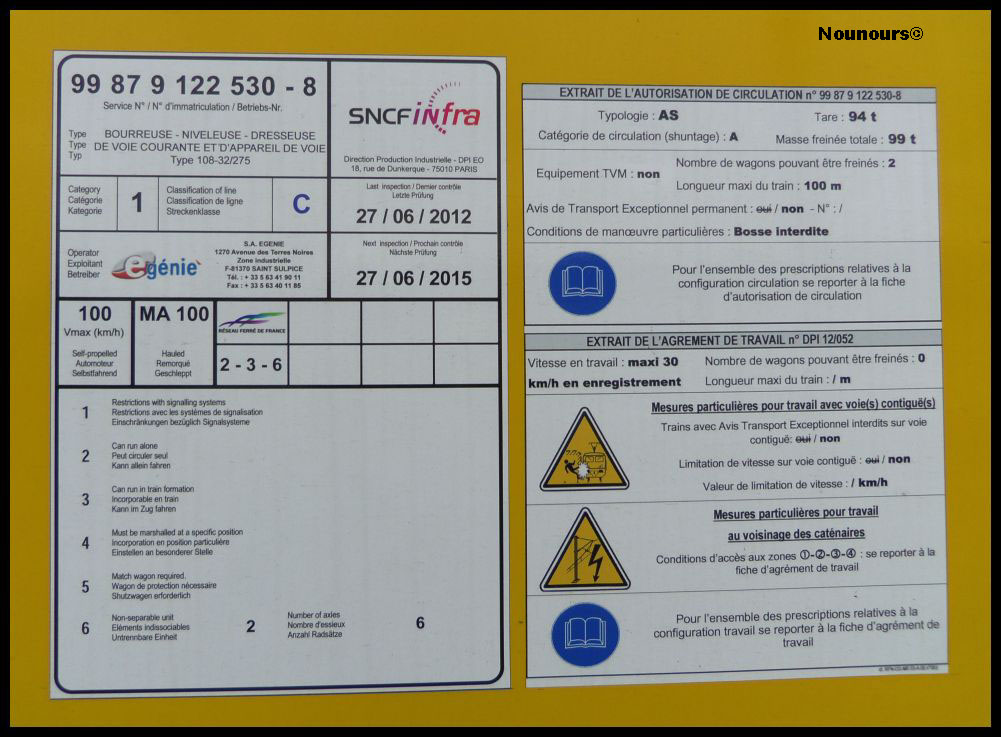 Nounours©
99 87 9 122 530 - 8
Service N° / N° d'immatriculation / Betriebs-Nr.
Type
Type
Typ
BOURREUSE - NIVELEUSE - DRESSEUSE
DE VOIE COURANTE ET D'APPAREIL DE VOIE
Type 108-32/275
SNCF iNfra
Direction Production Industrielle - DPI EO
18, rue de Dunkerque - 75010 PARIS
Category
Catégorie
Kategorie
1
Classification of line
Classification de ligne
Streckenklasse
C
Last inspection / Dernier contrôle
Letzte Prüfung
27 / 06 / 2012
Operator
Exploitant
Betreiber
egénie
S.A. EGENIE
1270 Avenue des Terres Noires
Zone industrielle
F-81370 SAINT SULPICE
Tél. : + 33 5 63 41 90 11
Fax : + 33 5 63 40 11 85
Next inspection / Prochain contrôle
Nächste Prüfung
27 / 06 / 2015
100
Vmax (km/h)
Self-propelled
Automoteur
Selbstfahrend
MA 100
Hauled
Remorqué
Geschleppt
RÉSEAU FERRÉ DE FRANCE
2 - 3 - 6
1
Restrictions with signalling systems
Restrictions avec les systèmes de signalisation
Einschränkungen bezüglich Signalsysteme
2
Can run alone
Peut circuler seul
Kann allein fahren
3
Can run in train formation
Incorporable en train
Kann im Zug fahren
4
Must be marshalled at a specific position
Incorporation en position particulière
Einstellen an besonderer Stelle
5
Match wagon required.
Wagon de protection nécessaire
Shutzwagen erforderlich
6
Non-separable unit
Eléments indissociables
Untrennbare Einheit
2
Number of axles
Nombre d'essieux
Anzahl Radsätze
6
EXTRAIT DE L'AUTORISATION DE CIRCULATION n° 99 87 9 122 530-8
Typologie : AS
Tare : 94 t
Catégorie de circulation (shuntage) : A
Masse freinée totale : 99 t
Equipement TVM : non
Nombre de wagons pouvant être freinés : 2
Longueur maxi du train : 100 m
Avis de Transport Exceptionnel permanent : oui / non - N° : /
Conditions de manœuvre particulières : Bosse interdite
Pour l'ensemble des prescriptions relatives à la
configuration circulation se reporter à la fiche
d'autorisation de circulation
EXTRAIT DE L'AGREMENT DE TRAVAIL n° DPI 12/052
Vitesse en travail : maxi 30
km/h en enregistrement
Nombre de wagons pouvant être freinés : 0
Longueur maxi du train : / m
Mesures particulières pour travail avec voie(s) contiguë(s)
Trains avec Avis Transport Exceptionnel interdits sur voie
contiguë: oui / non
Limitation de vitesse sur voie contiguë : oui / non
Valeur de limitation de vitesse : / km/h
Mesures particulières pour travail
au voisinage des caténaires
Conditions d'accès aux zones ①-②-③-④ : se reporter à la
fiche d'agrément de travail
Pour l'ensemble des prescriptions relatives à la
configuration travail se reporter à la fiche d'agrément de
travail